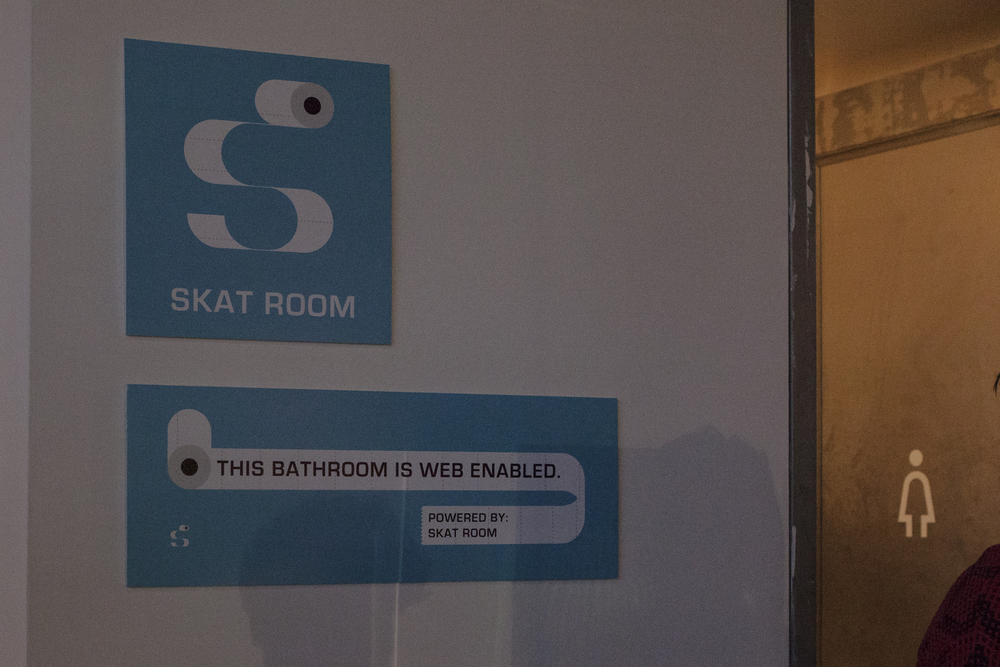 S
SKAT ROOM
THIS BATHROOM IS WEB ENABLED.
POWERED BY:
SKAT ROOM
S